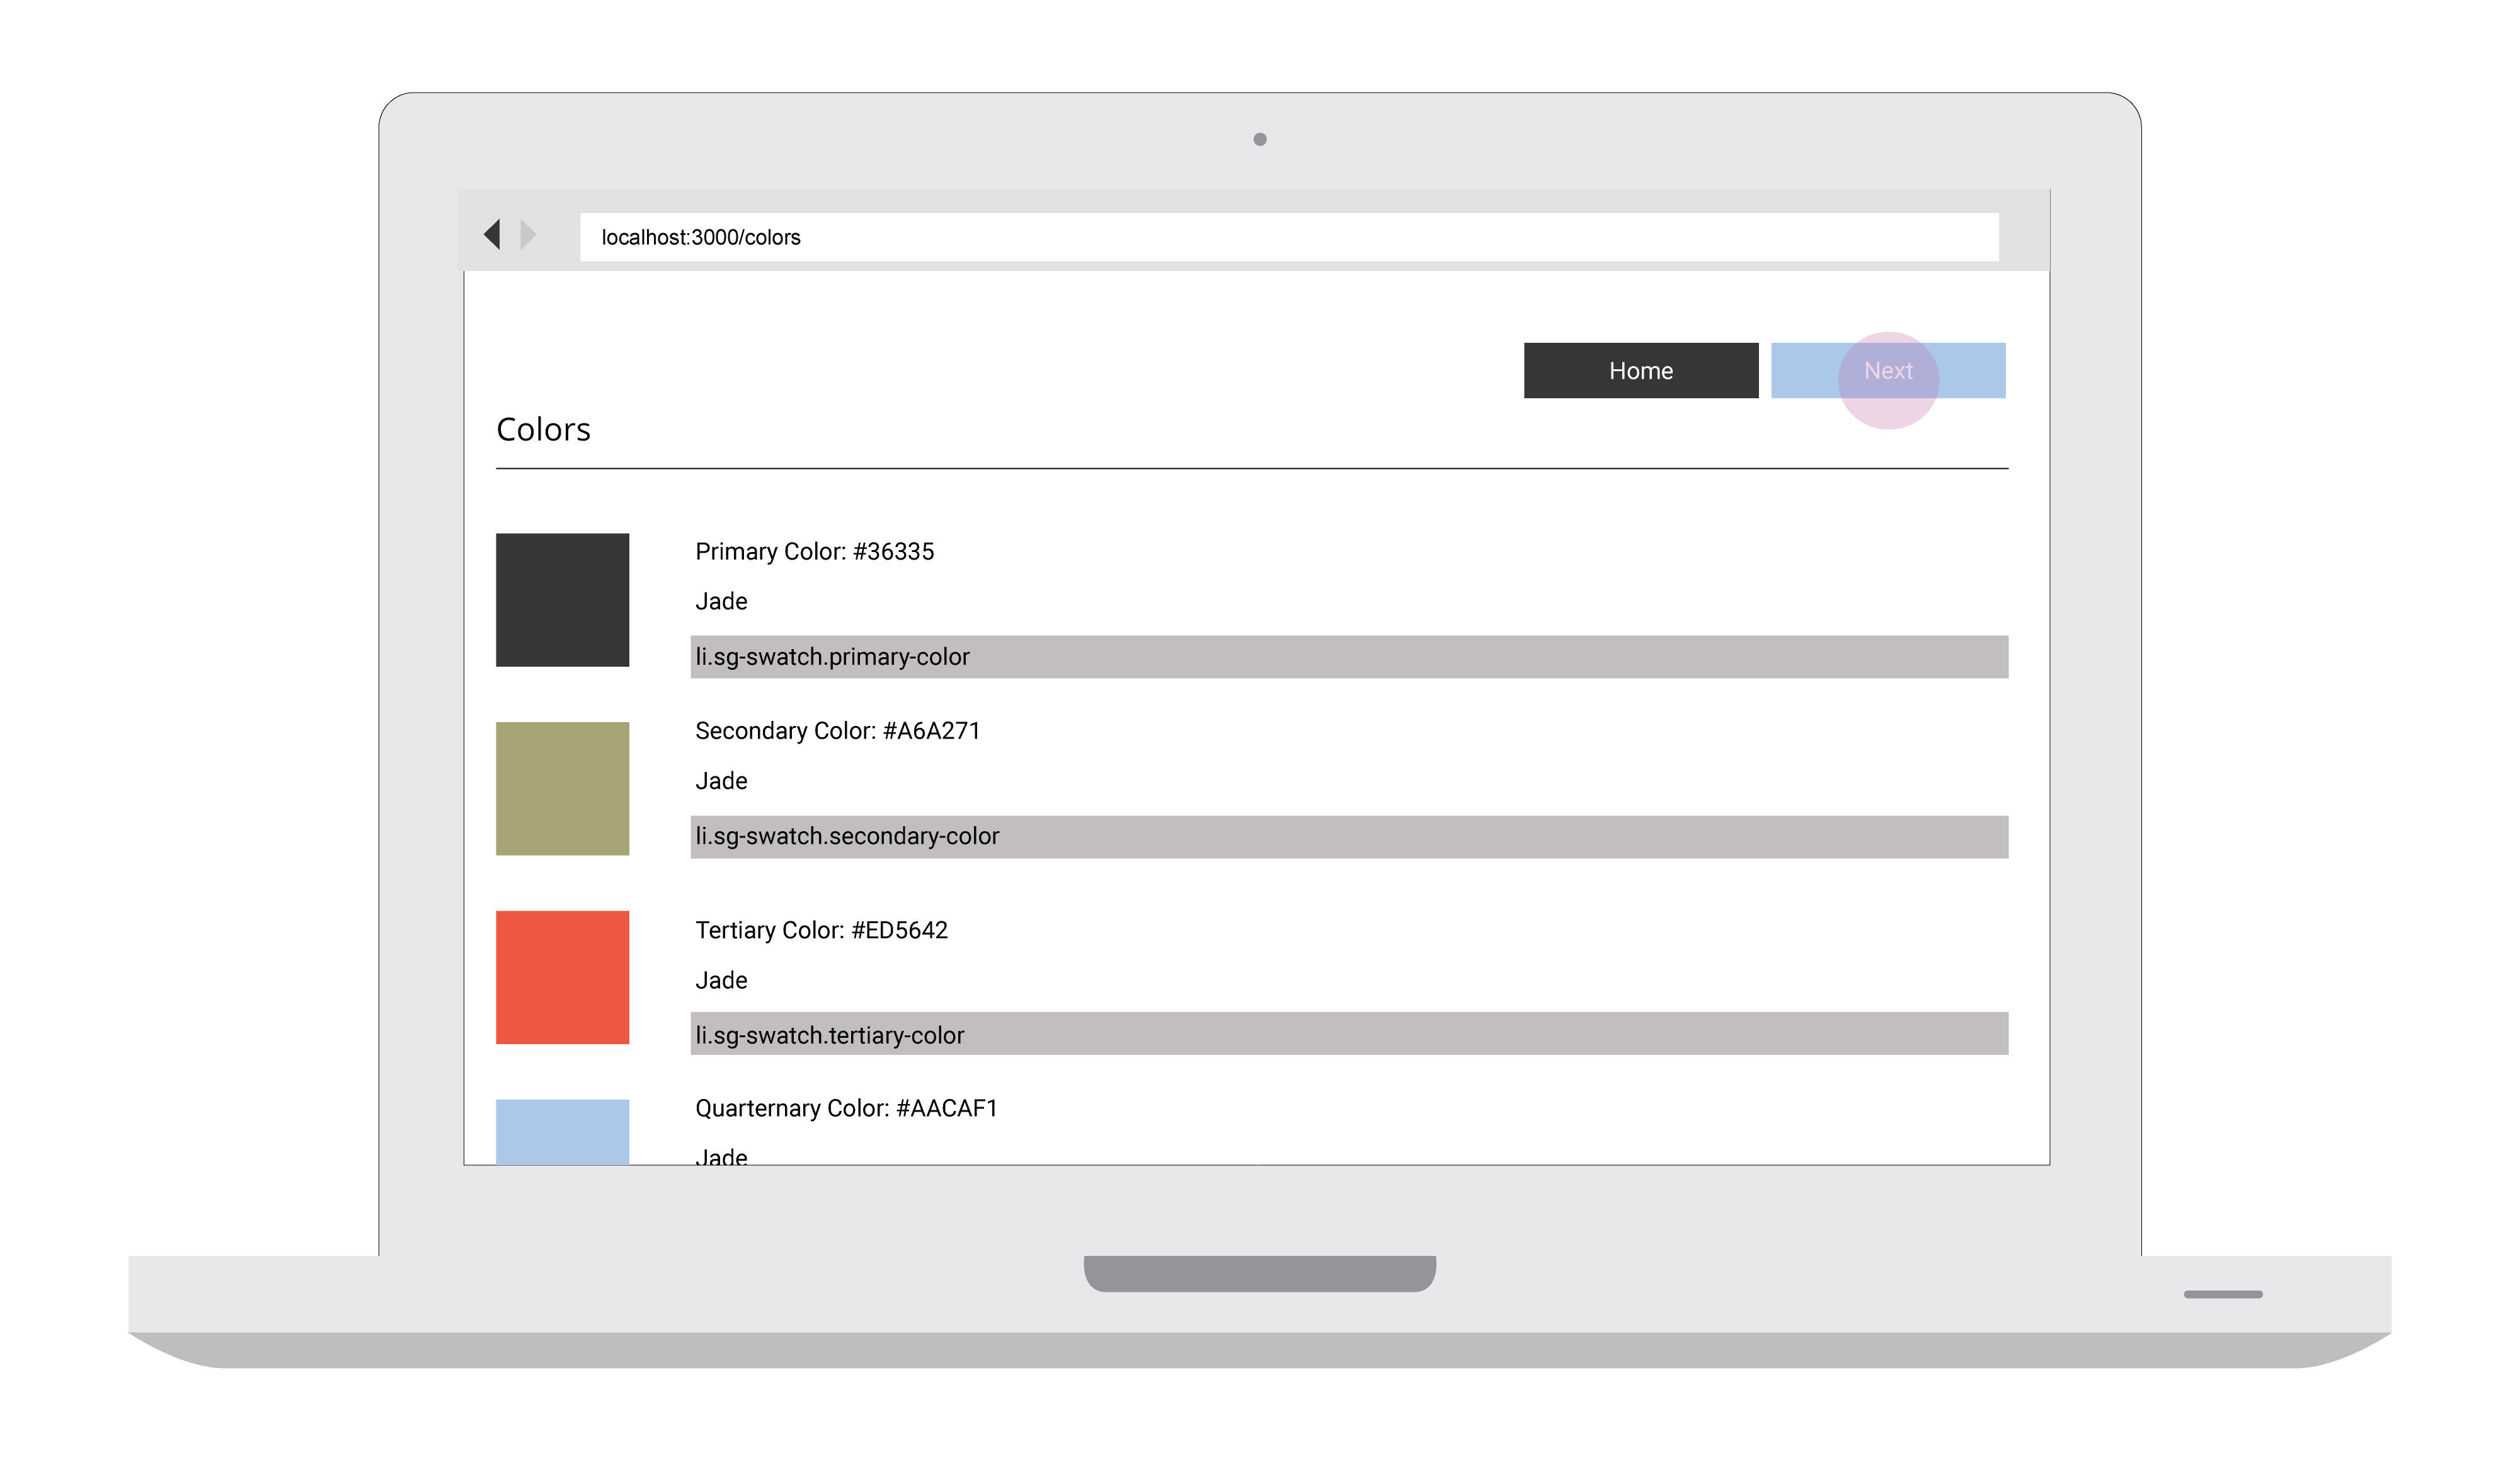 localhost:3000/colors
Home
Next
Colors
Primary Color: #36335
Jade
li.sg-swatch.primary-color
Secondary Color: #A6A271
Jade
li.sg-swatch.secondary-color
Tertiary Color: #ED5642
Jade
li.sg-swatch.tertiary-color
Quarternary Color: #AACAF1
Jade